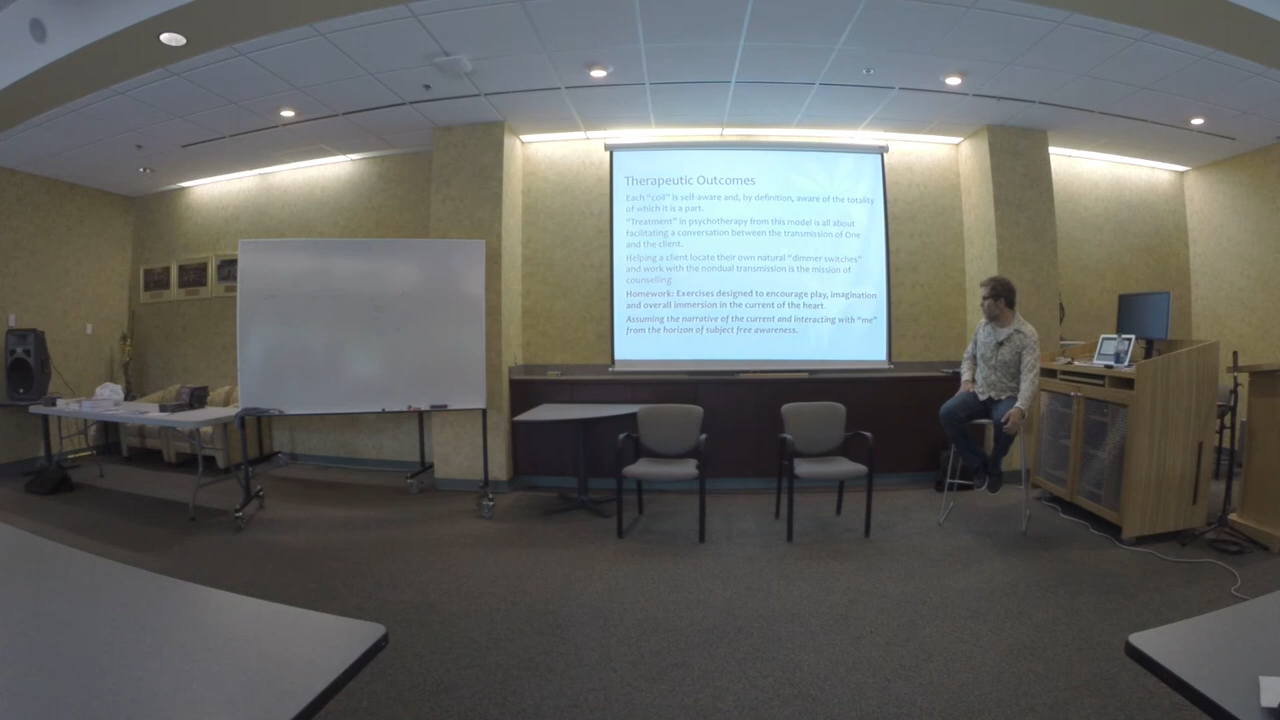 Therapeutic Outcomes
Each "coil" is self-aware and, by definition, aware of the totality
of which it is a part.
"Treatment" in psychotherapy from this model is all about
facilitating a conversation between the transmission of One
and the client.
Helping a client locate their own natural "dimmer switches"
and work with the nondual transmission is the mission of
counselling
Homework: Exercises designed to encourage play, imagination
and overall immersion in the current of the heart.
Assuming the narrative of the current and interacting with "me"
from the horizon of subject free awareness.